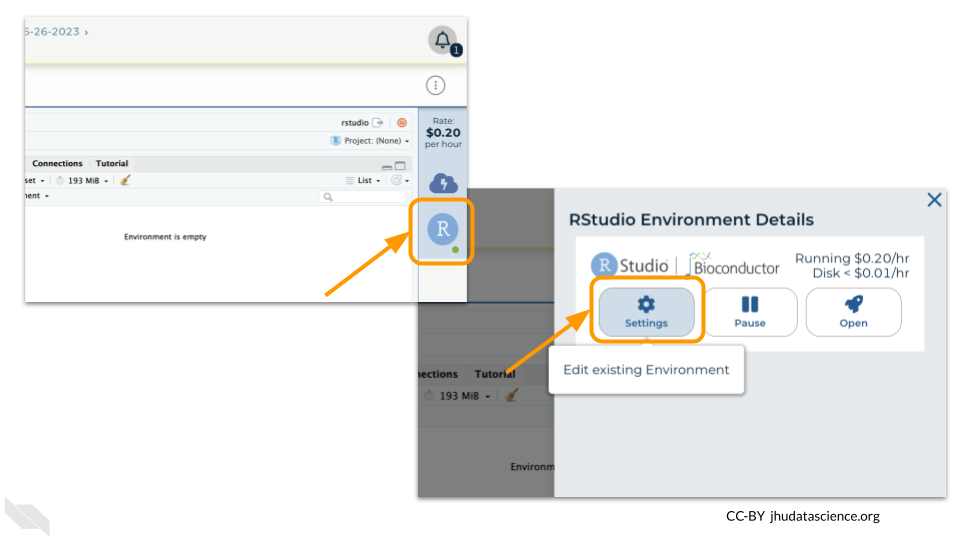 5-26-2023 ›
1
rstudio
Project: (None)
Rate:
$0.20
per hour
Connections Tutorial
set 193 MiB
List
ment
Environment is empty
R
RStudio Environment Details
R Studio Bioconductor
Running $0.20/hr
Disk < $0.01/hr
Settings
Pause
Open
Edit existing Environment
nections Tutorial
193 MiB
Environm
CC-BY jhudatascience.org